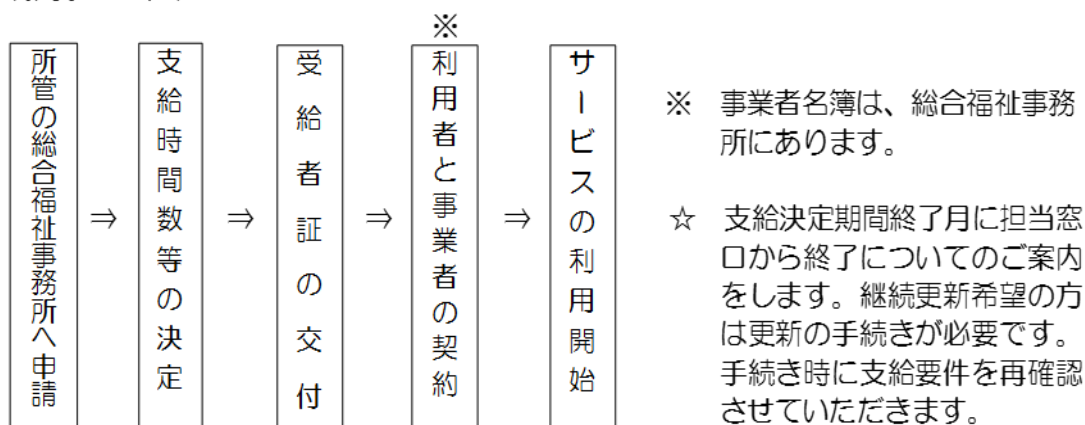 ※
所管の総合福祉事務所へ申請
⇒
支給時間数等の決定
⇒
受給者証の交付
⇒
利用者と事業者の契約
⇒
サービスの利用開始
※ 事業者名簿は、総合福祉事務
所にあります。
☆ 支給決定期間終了月に担当窓
口から終了についてのご案内
をします。継続更新希望の方
は更新の手続きが必要です。
手続き時に支給要件を再確認
させていただきます。